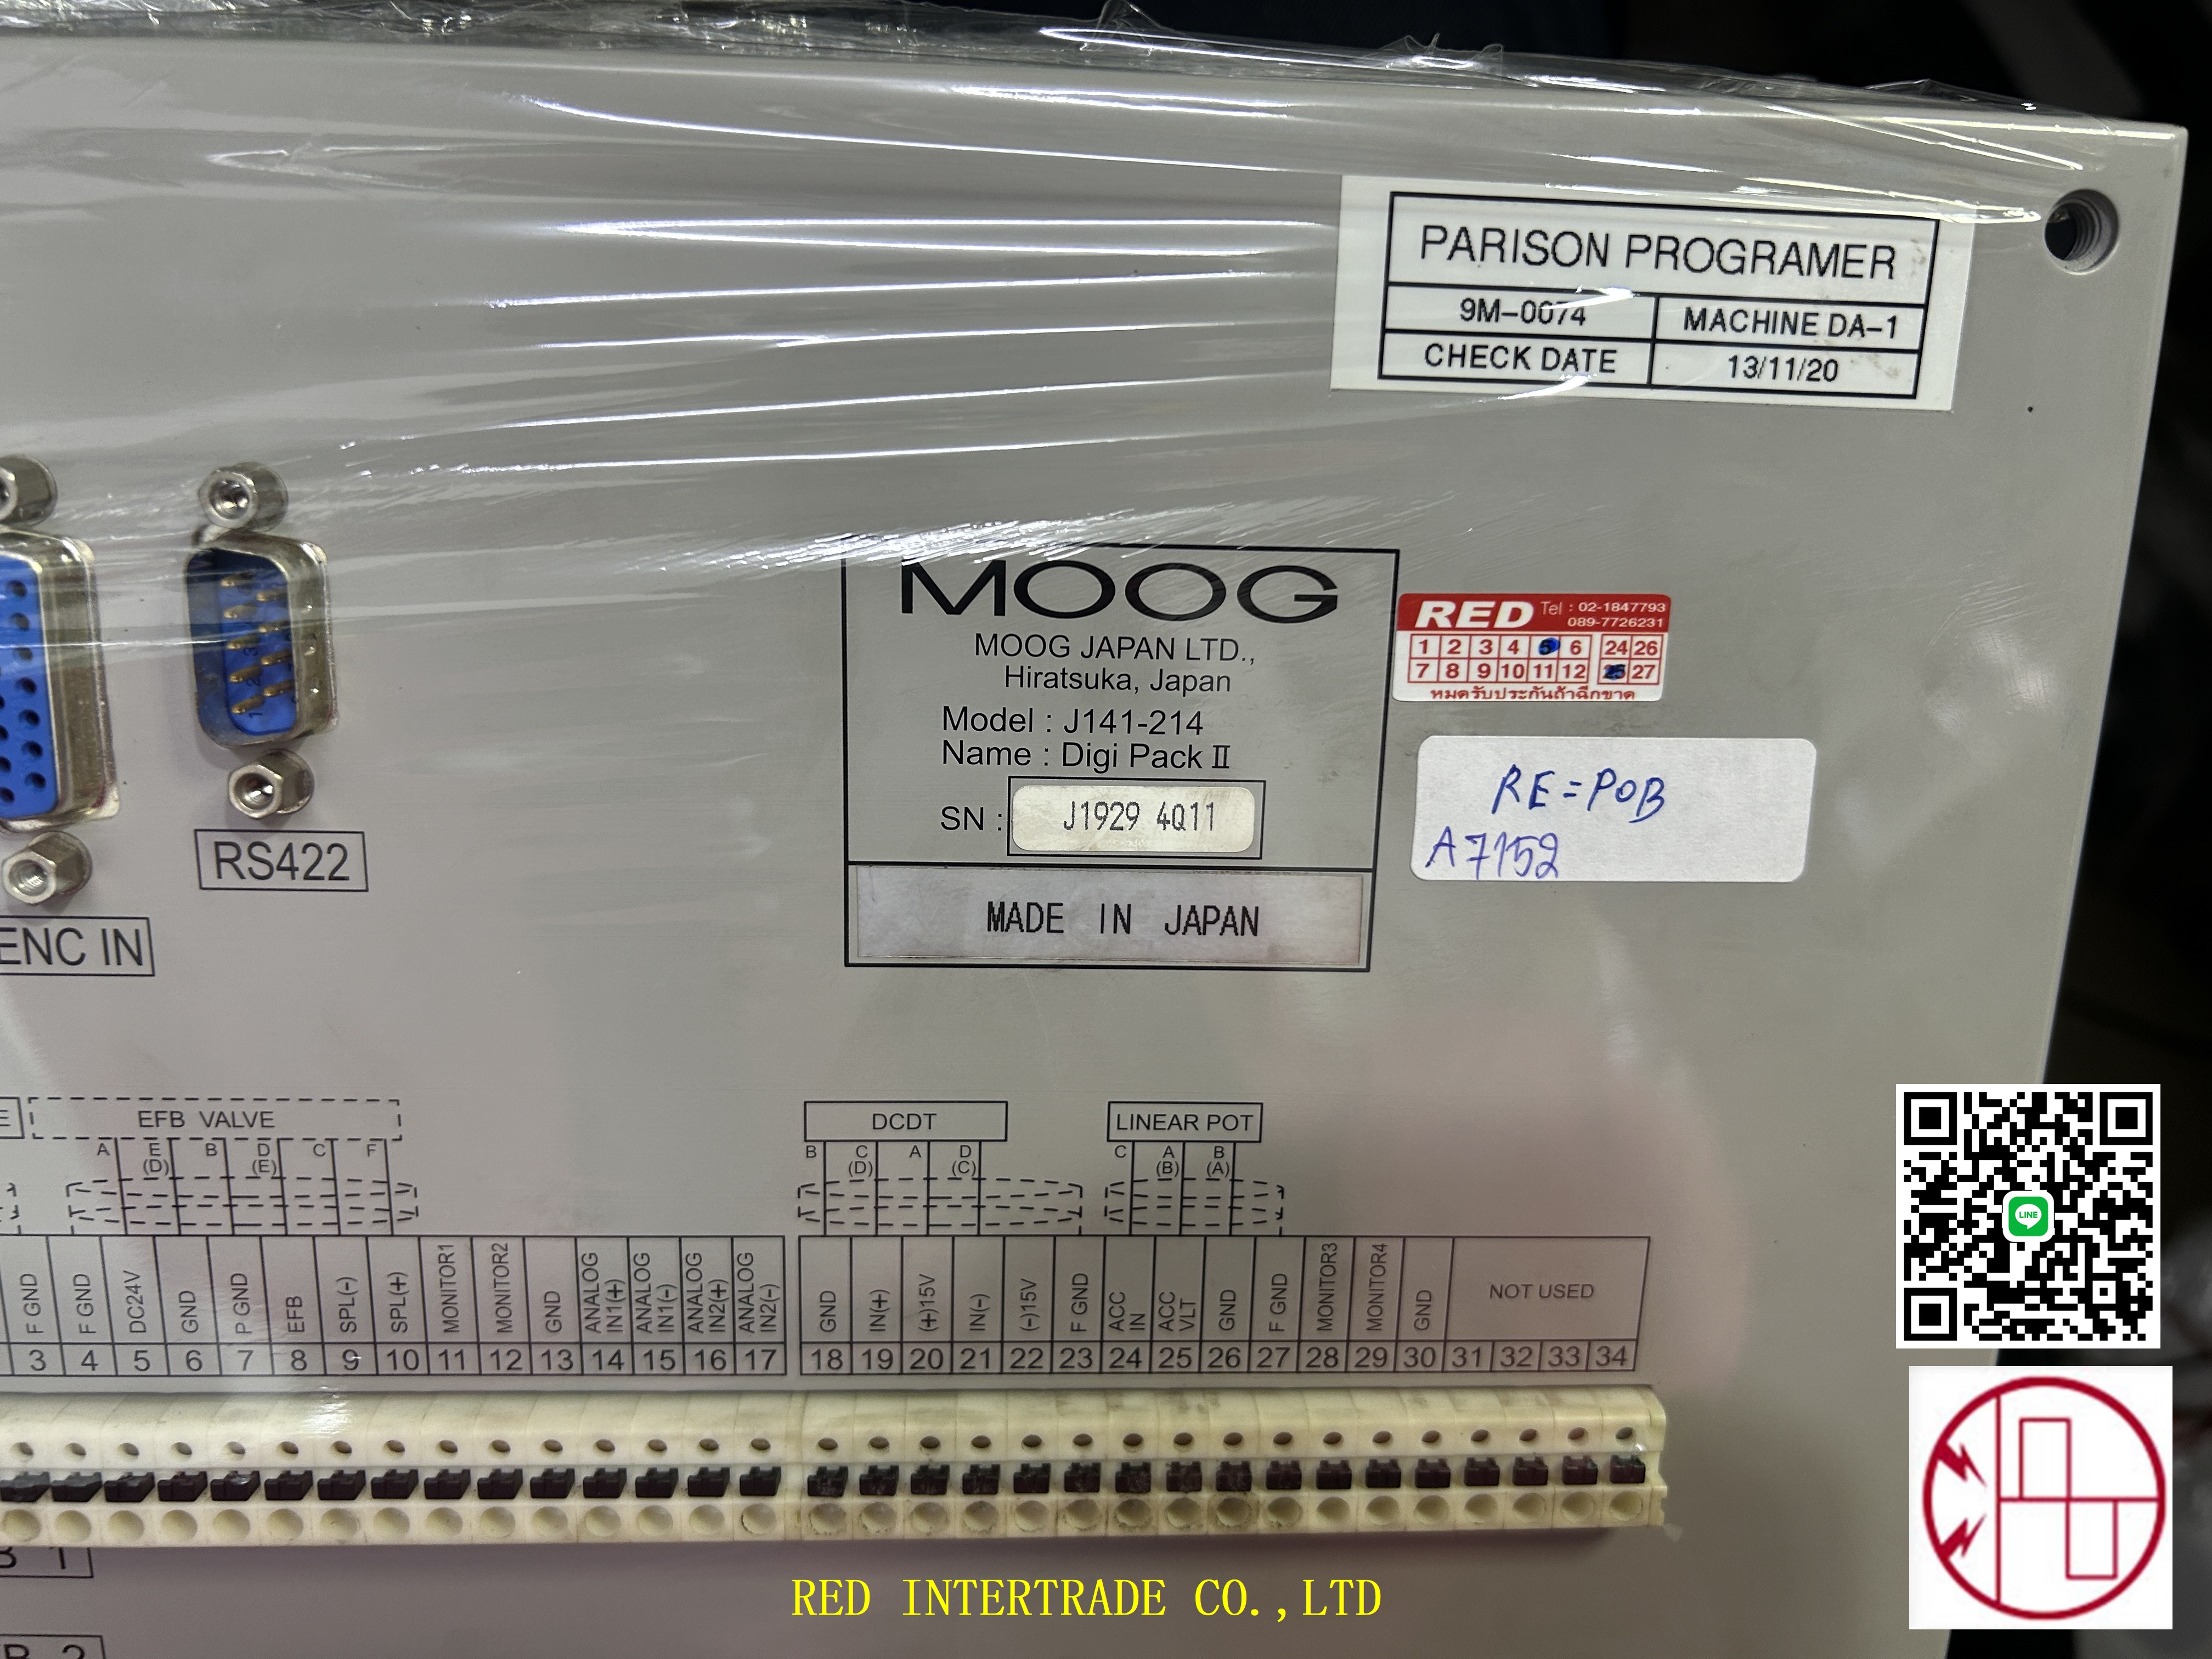 PARISON PROGRAMER
9M-0074 MACHINE DA-1
CHECK DATE 13/11/20
MOOG
MOOG JAPAN LTD.,
Hiratsuka, Japan
Model : J141-214
Name : Digi Pack Ⅱ
SN : J1929 4Q11
MADE IN JAPAN
RED Tel : 02-1847793
089-7726231
1 2 3 4 5 6 24 26
7 8 9 10 11 12 25 27
หมดรับประกันถ้าฉีกขาด
RE=POB
A7152
RS422
ENC IN
E EFB VALVE DCDT LINEAR POT
A E B D C F B C A D C A B
(D) (E) (D) (C) (B) (A)
F GND F GND DC24V GND P GND EFB SPL(-) SPL(+) MONITOR1 MONITOR2 GND ANALOG IN1(+) ANALOG IN1(-) ANALOG IN2(+) ANALOG IN2(-) GND IN(+) (+)15V IN(-) (-)15V F GND ACC IN ACC VLT GND F GND MONITOR3 MONITOR4 GND NOT USED
3 4 5 6 7 8 9 10 11 12 13 14 15 16 17 18 19 20 21 22 23 24 25 26 27 28 29 30 31 32 33 34
B 1
B 2
LINE
RED INTERTRADE CO.,LTD